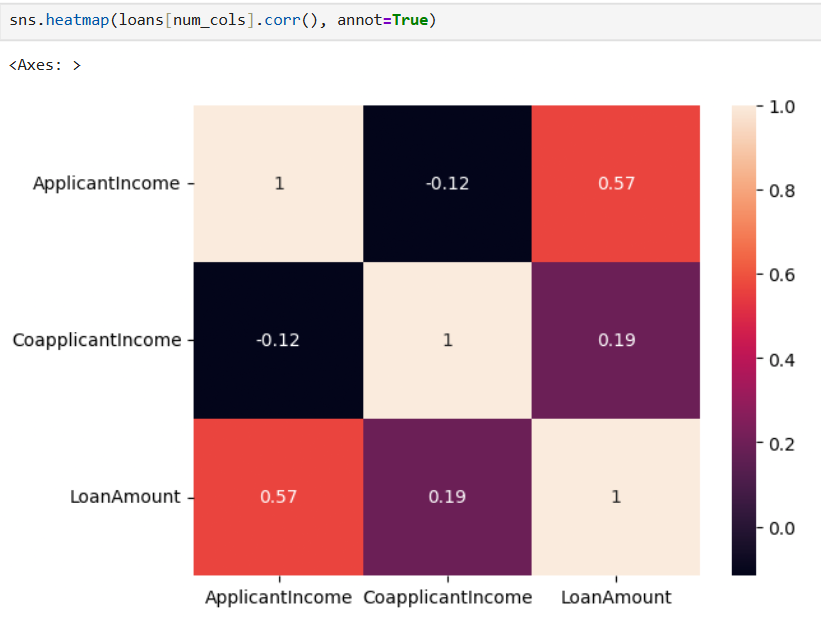 sns.heatmap(loans[num_cols].corr(), annot=True)
<Axes: >
1.0
ApplicantIncome
1 -0.12 0.57
0.8
0.6
CoapplicantIncome
-0.12 1 0.19
0.4
0.2
LoanAmount
0.57 0.19 1
0.0
ApplicantIncome CoapplicantIncome LoanAmount